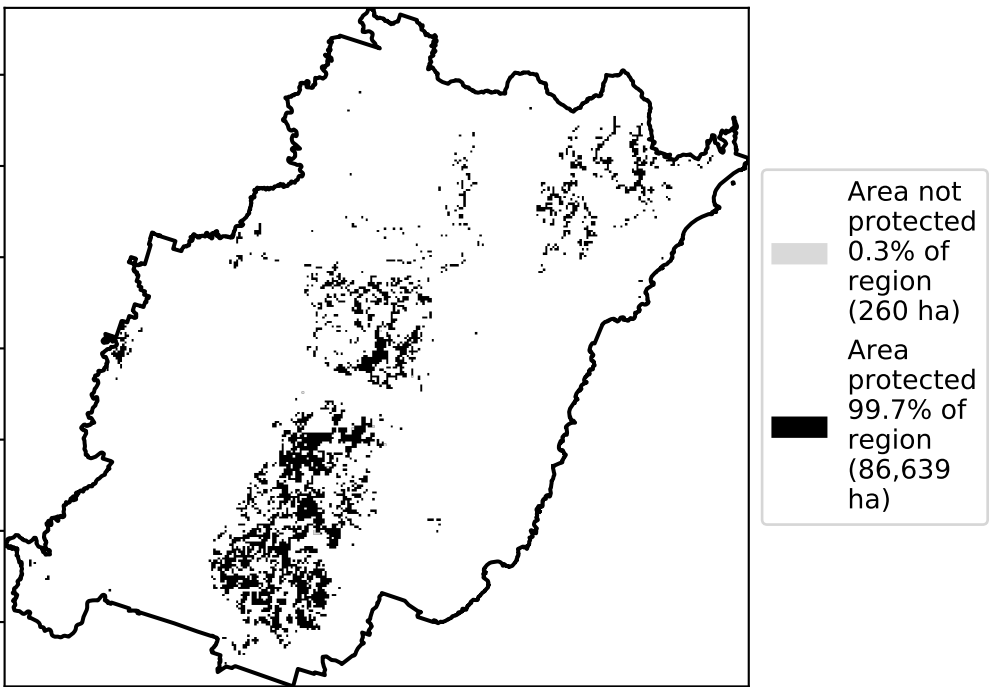 Area not
protected
0.3% of
region
(260 ha)
Area
protected
99.7% of
region
(86,639
ha)